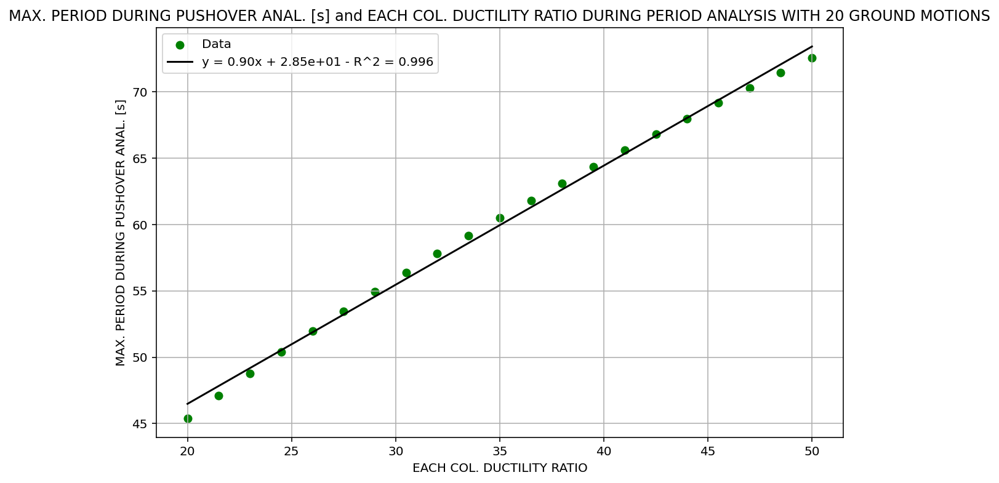 MAX. PERIOD DURING PUSHOVER ANAL. [s] and EACH COL. DUCTILITY RATIO DURING PERIOD ANALYSIS WITH 20 GROUND MOTIONS
Data
y = 0.90x + 2.85e+01 - R^2 = 0.996
MAX. PERIOD DURING PUSHOVER ANAL. [s]
70
65
60
55
50
45
20 25 30 35 40 45 50
EACH COL. DUCTILITY RATIO